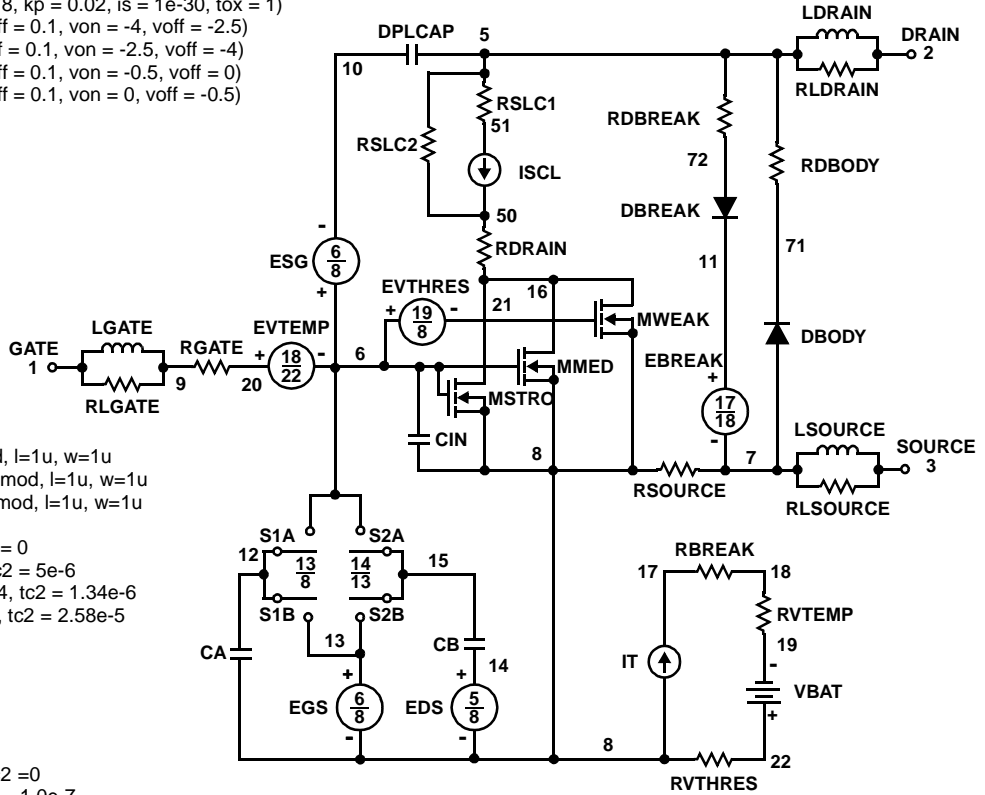 8, kp = 0.02, is = 1e-30, tox = 1)
ff = 0.1, von = -4, voff = -2.5)
f = 0.1, von = -2.5, voff = -4)
ff = 0.1, von = -0.5, voff = 0)
ff = 0.1, von = 0, voff = -0.5)
LDRAIN
DRAIN
2
RLDRAIN
DPLCAP
5
10
RSLC1
51
RSLC2
ISCL
50
RDRAIN
RDBREAK
72
DBREAK
11
RDBODY
71
DBODY
-
ESG
6
8
+
EVTHRES
+
19
8
-
21
16
MWEAK
LGATE
GATE
1
RLGATE
9
RGATE
20
EVTEMP
+
18
22
-
6
MMED
MSTRO
CIN
8
EBREAK
+
17
18
-
RSOURCE
7
LSOURCE
SOURCE
3
RLSOURCE
d, l=1u, w=1u
mod, l=1u, w=1u
mod, l=1u, w=1u
= 0
c2 = 5e-6
4, tc2 = 1.34e-6
, tc2 = 2.58e-5
S1A
S2A
12
13
8
14
13
15
S1B
S2B
13
CA
CB
14
+
EGS
6
8
-
+
EDS
5
8
-
8
RBREAK
17
18
RVTEMP
19
IT
-
VBAT
+
22
RVTHRES
2 =0